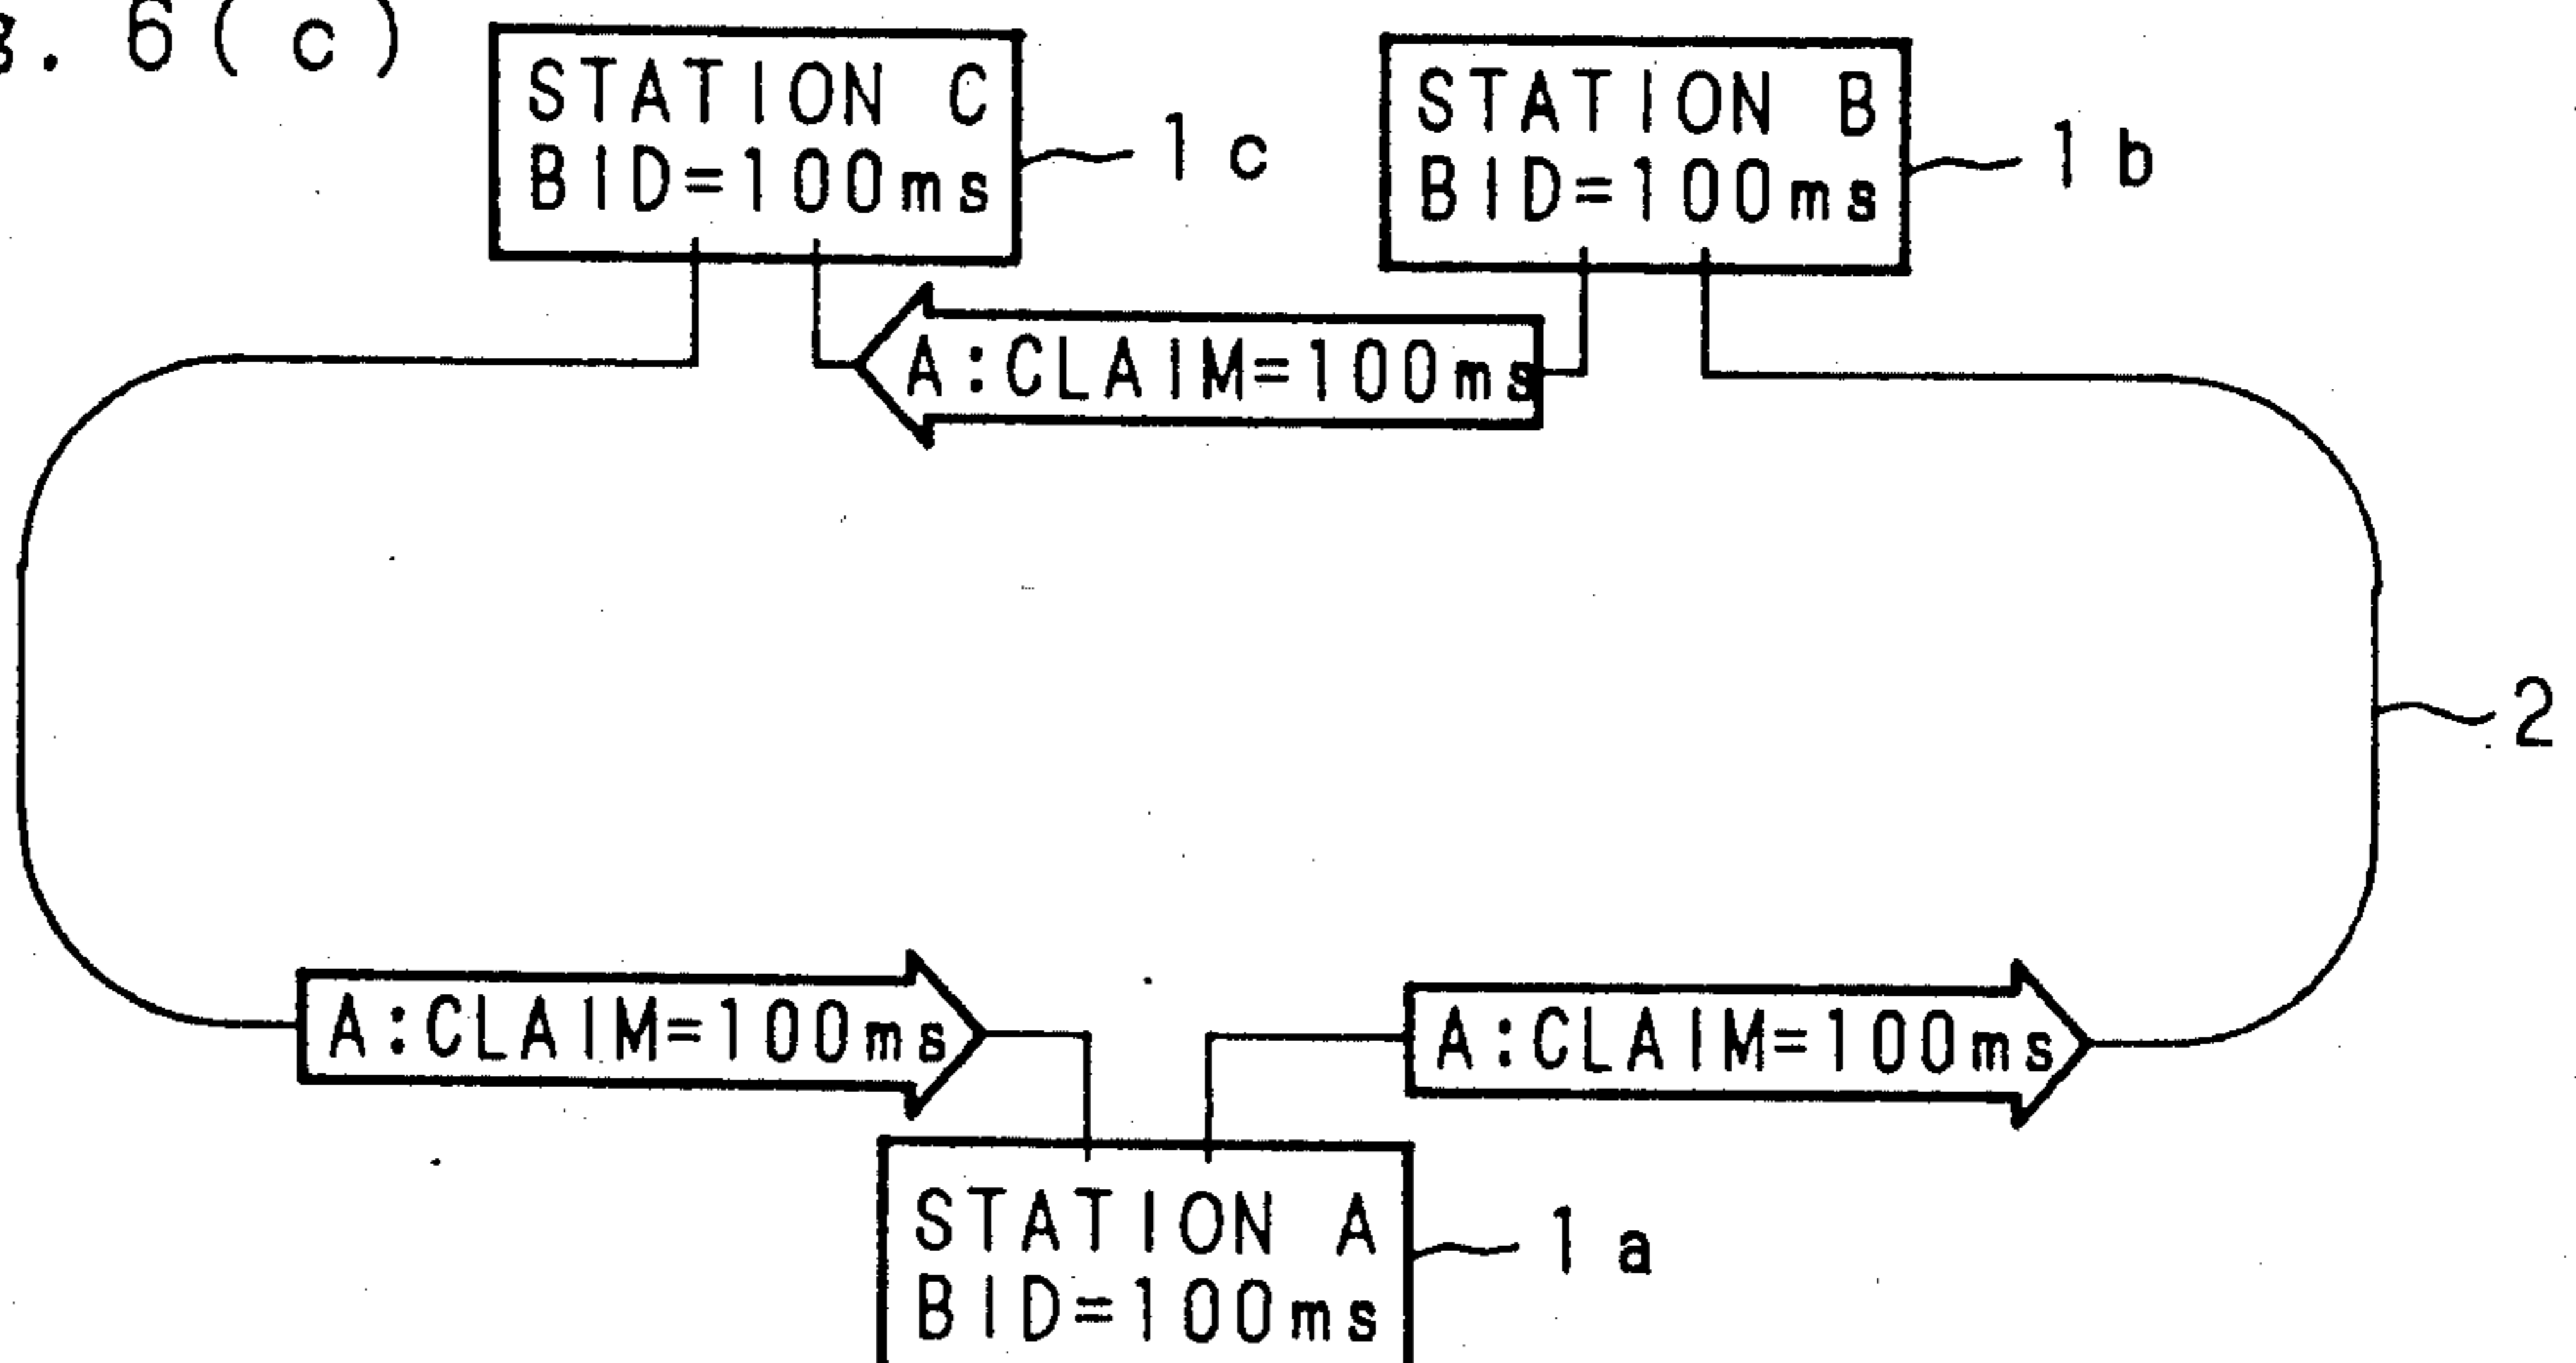 g. 6(c)
STATION C
BID=100ms
1c
STATION B
BID=100ms
1b
A:CLAIM=100ms
2
A:CLAIM=100ms
A:CLAIM=100ms
STATION A
BID=100ms
1a